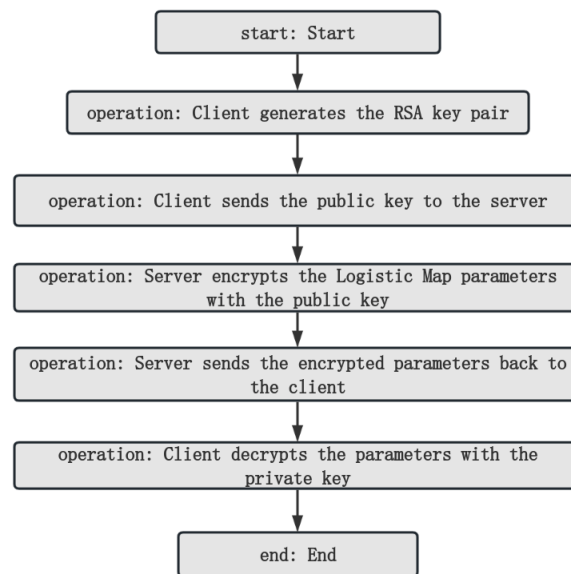 start: Start
operation: Client generates the RSA key pair
operation: Client sends the public key to the server
operation: Server encrypts the Logistic Map parameters
with the public key
operation: Server sends the encrypted parameters back to
the client
operation: Client decrypts the parameters with the
private key
end: End